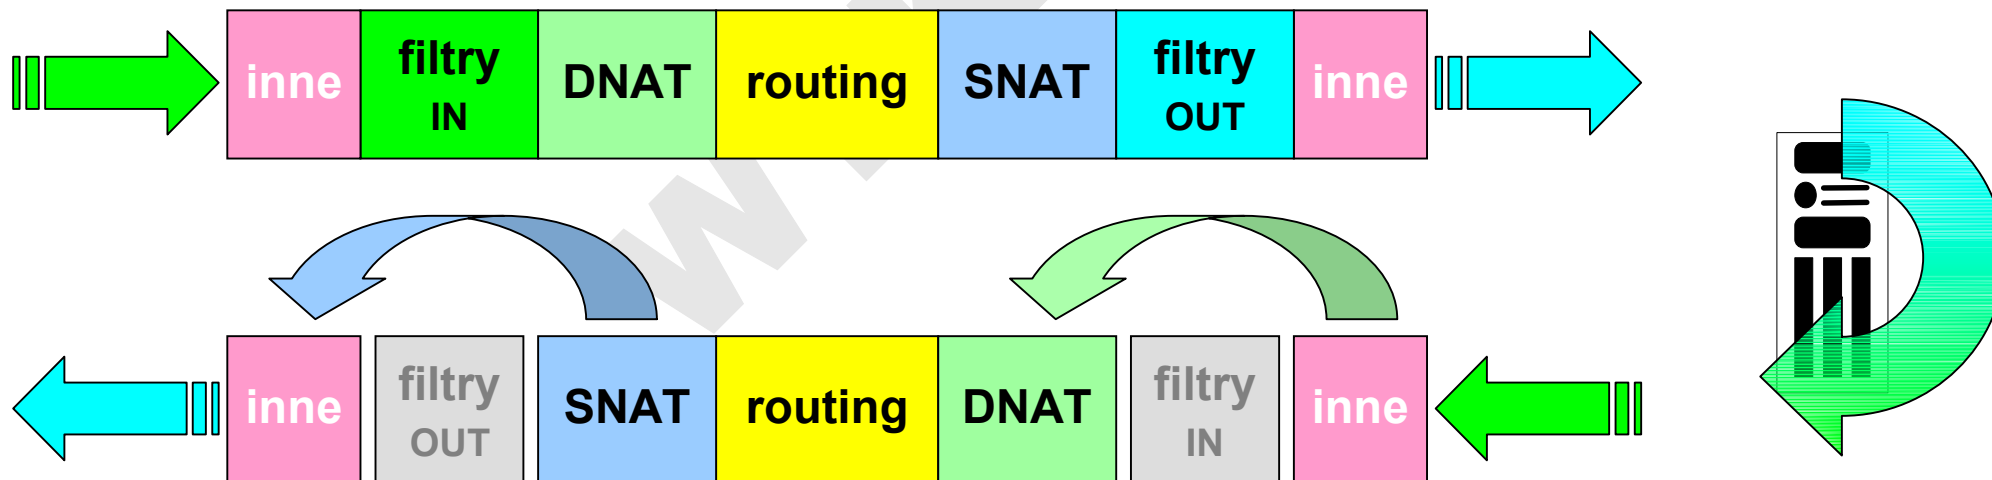 inne filtry IN DNAT routing SNAT filtry OUT inne
inne filtry OUT SNAT routing DNAT filtry IN inne